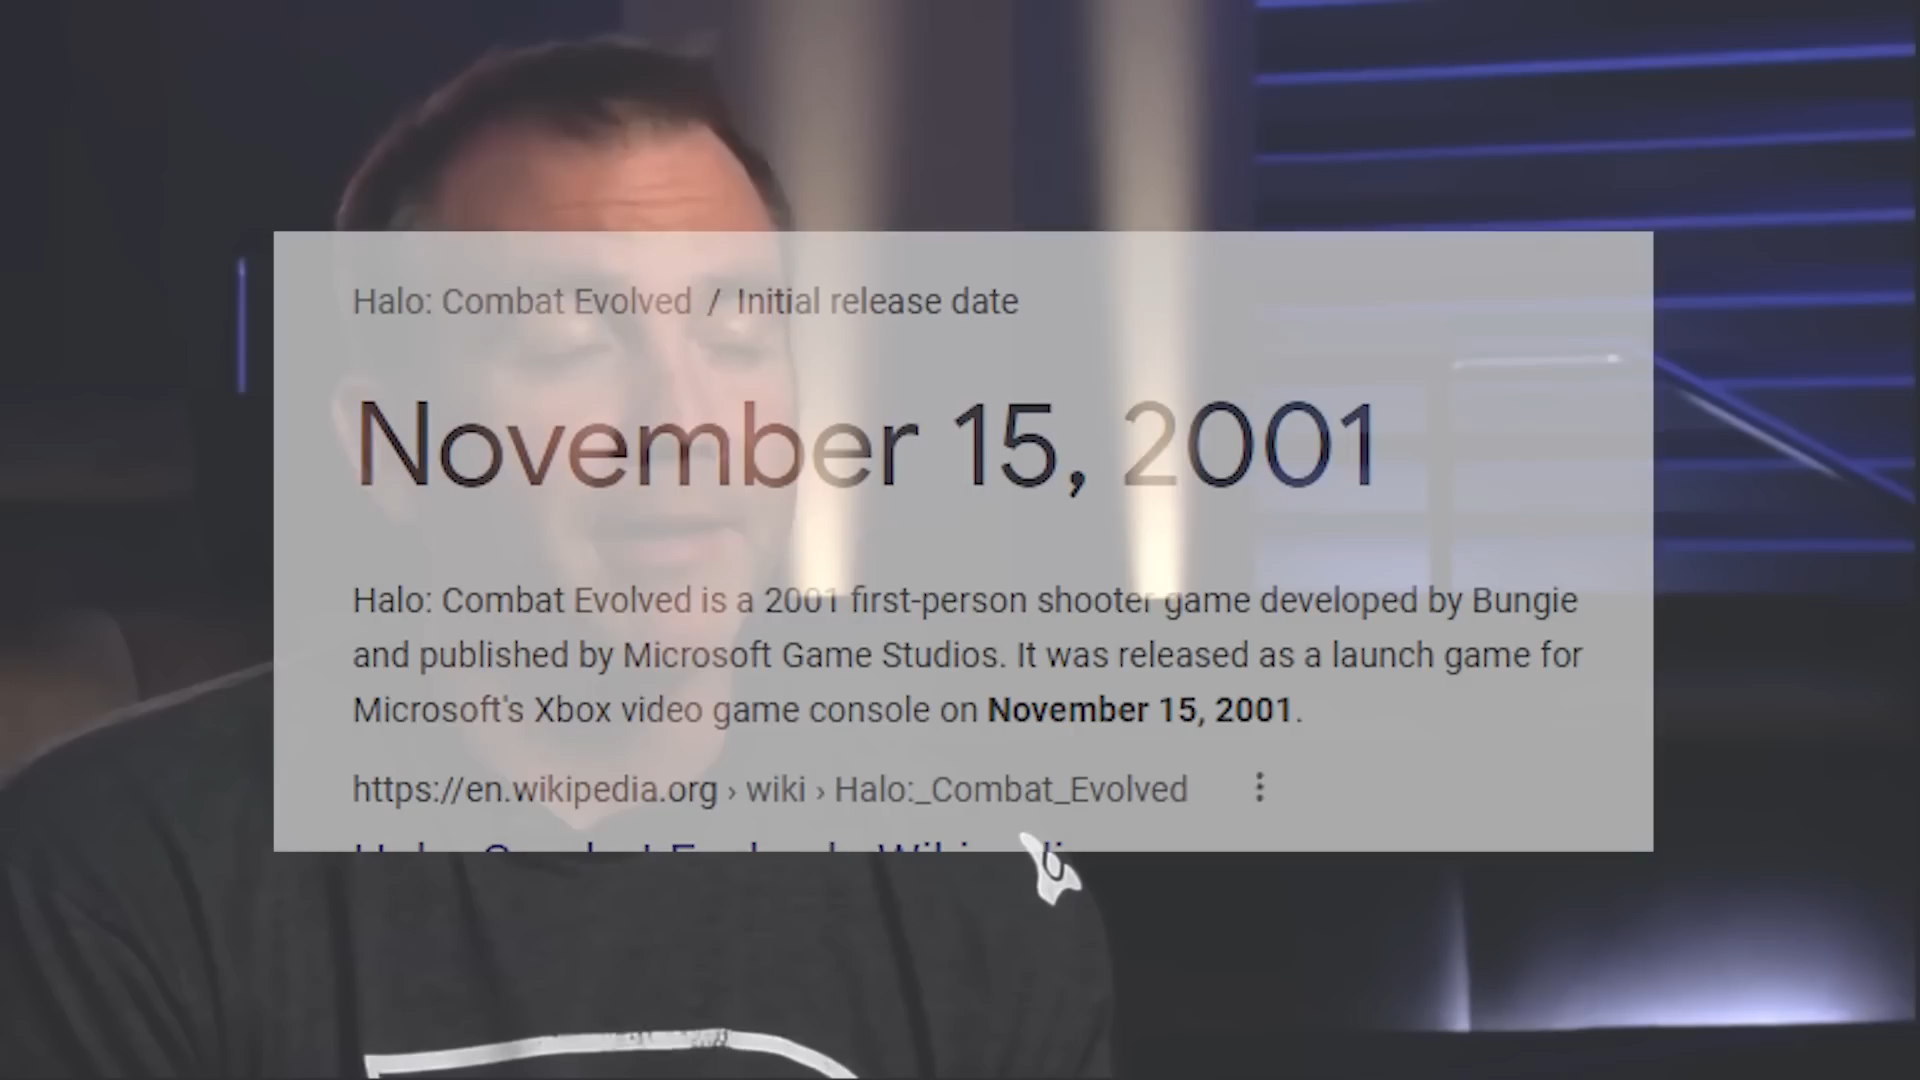 Halo: Combat Evolved / Initial release date
November 15, 2001
Halo: Combat Evolved is a 2001 first-person shooter game developed by Bungie
and published by Microsoft Game Studios. It was released as a launch game for
Microsoft's Xbox video game console on November 15, 2001.
https://en.wikipedia.org › wiki › Halo:_Combat_Evolved